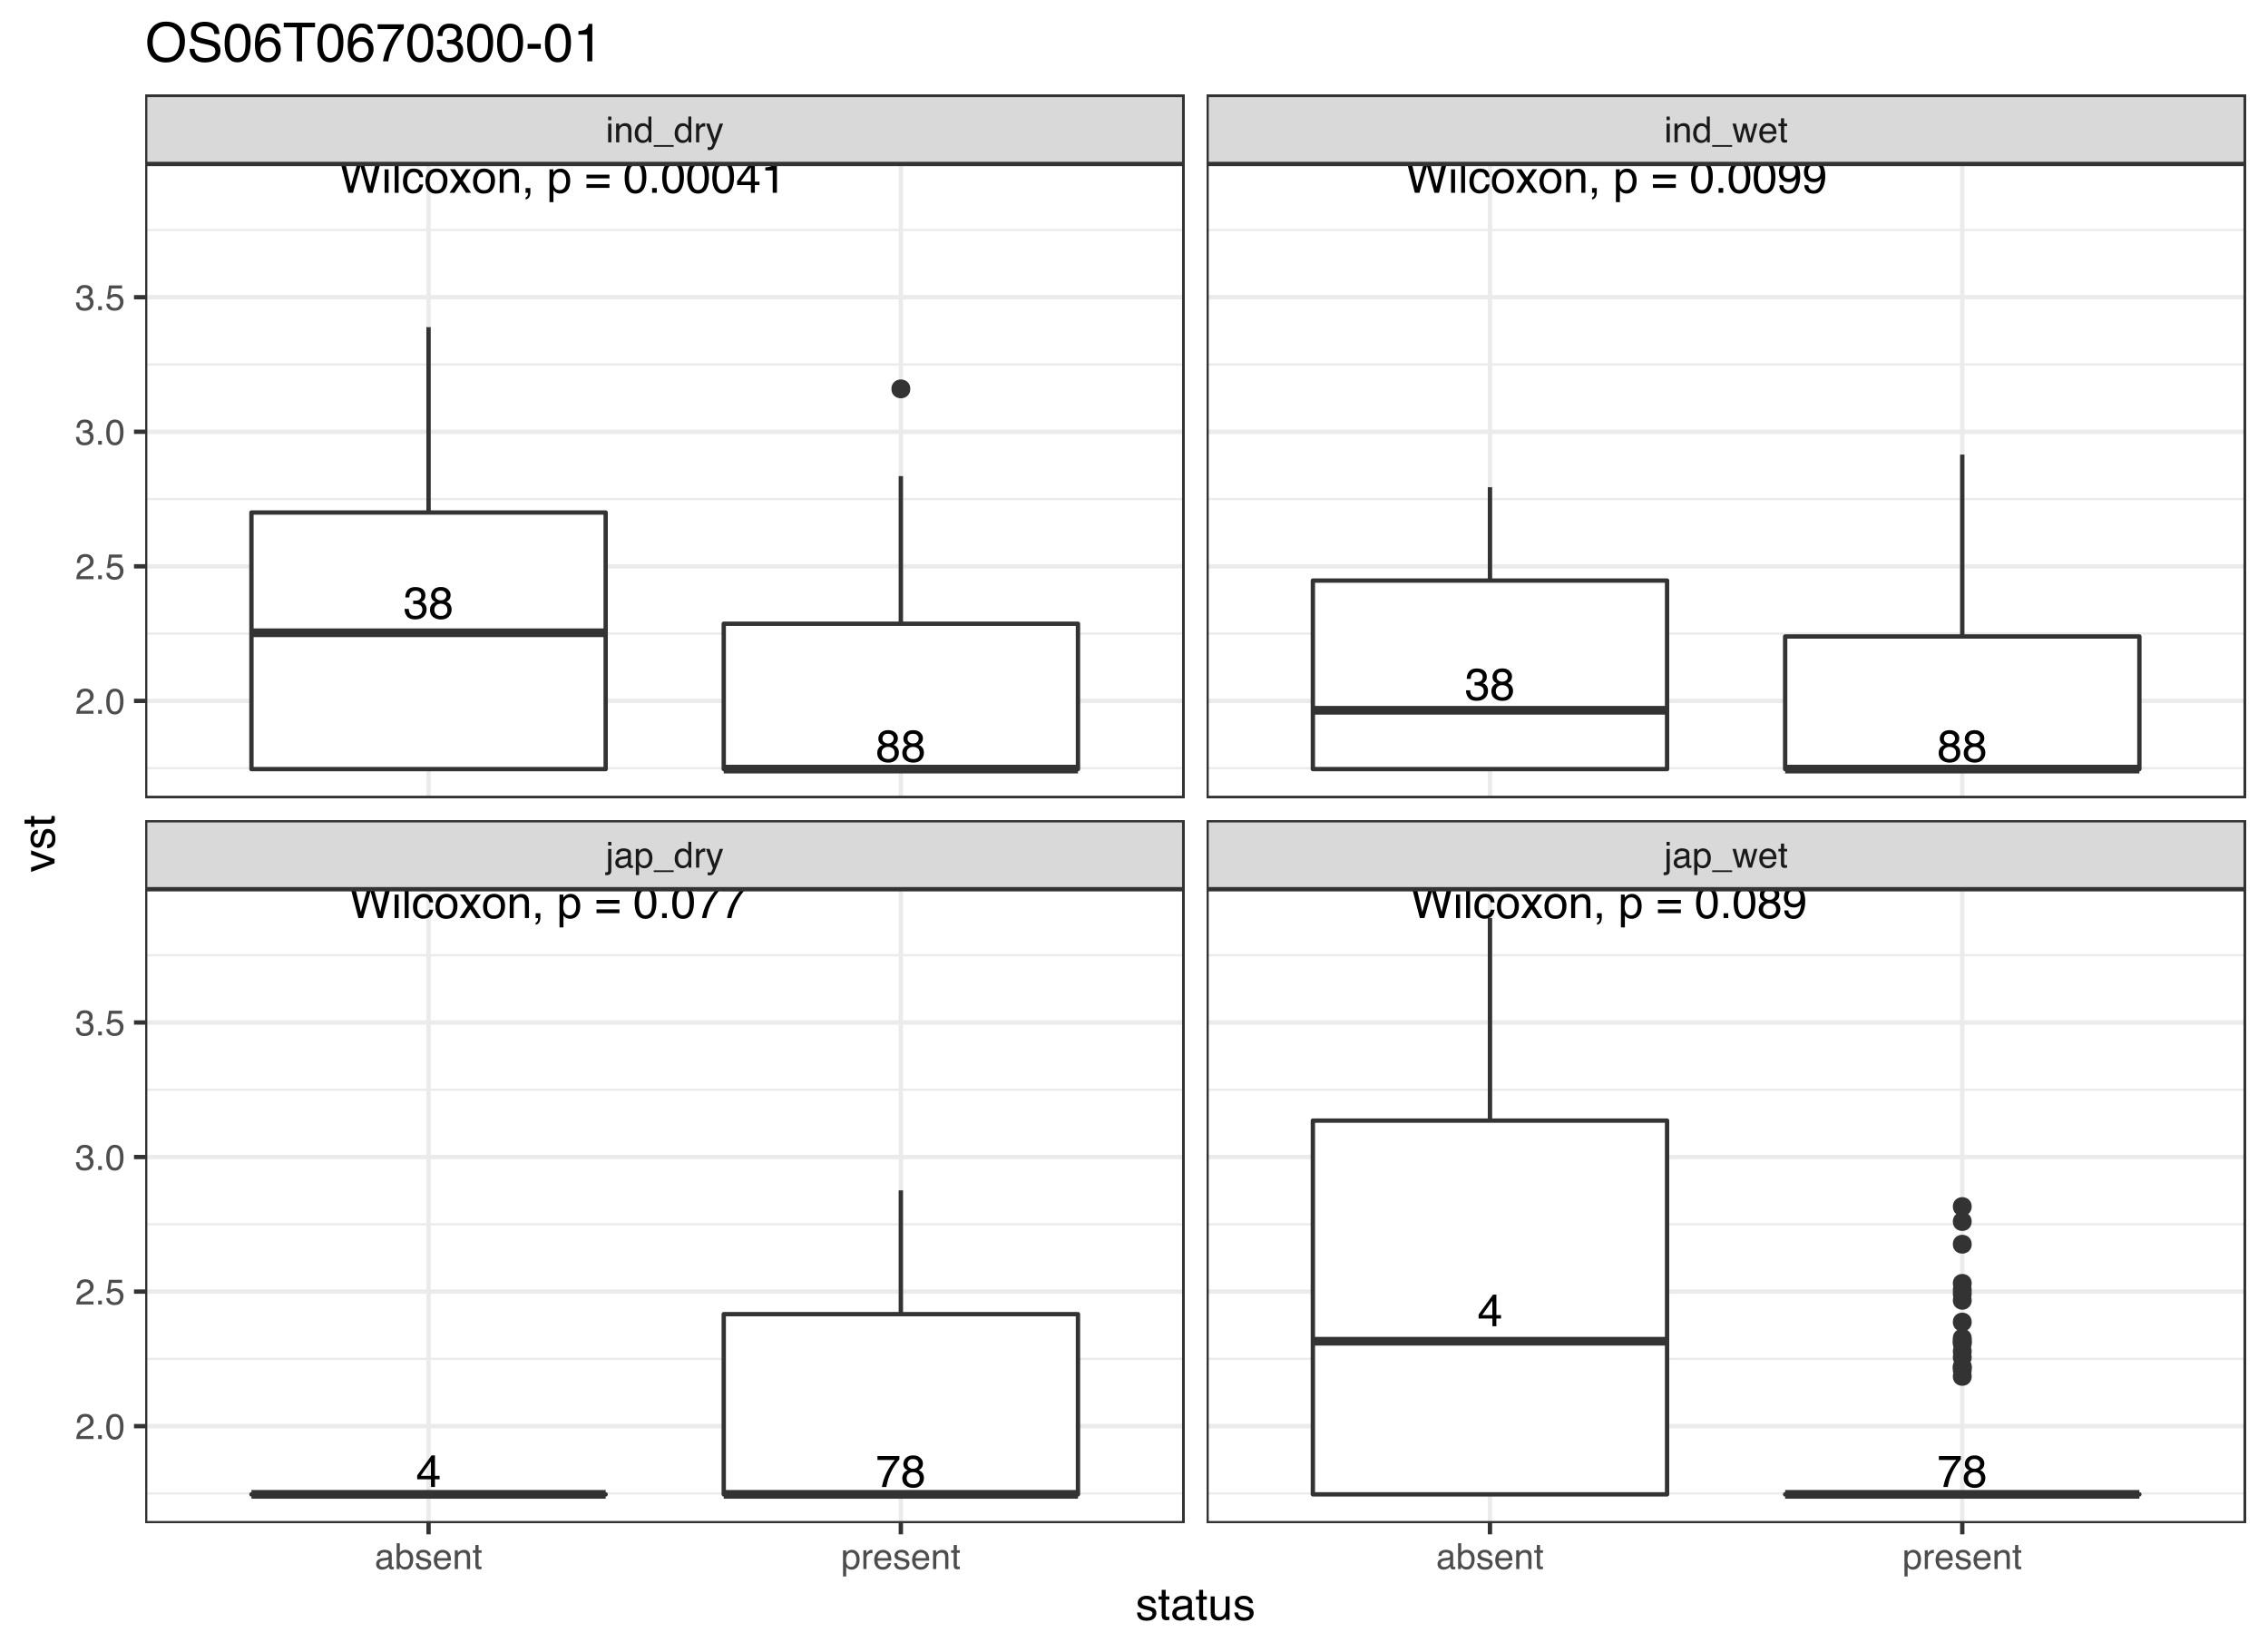 OS06T0670300-01
ind_dry
ind_wet
Wilcoxon, p = 0.00041
Wilcoxon, p = 0.0099
3.5
3.0
2.5
2.0
38
88
38
88
vst
jap_dry
jap_wet
Wilcoxon, p = 0.077
Wilcoxon, p = 0.089
3.5
3.0
2.5
2.0
4
78
4
78
absent
present
absent
present
status